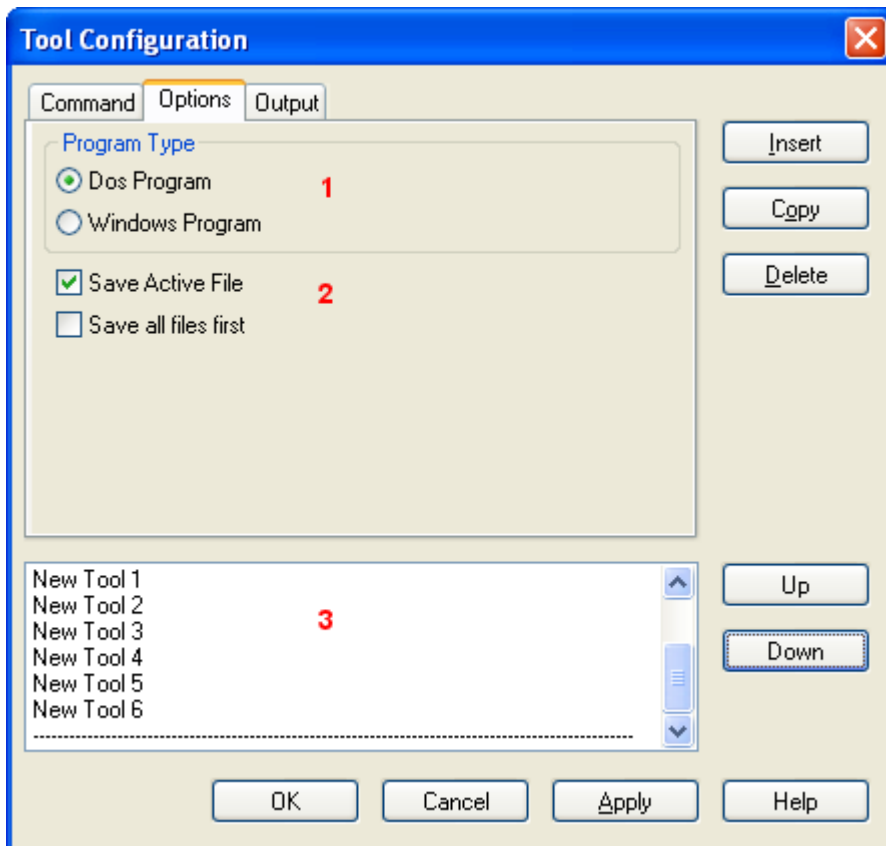 Tool Configuration
Command Options Output
Program Type
Dos Program
1
Windows Program
Save Active File
2
Save all files first
Insert
Copy
Delete
New Tool 1
New Tool 2
New Tool 3
3
New Tool 4
New Tool 5
New Tool 6
--------------------------------------------------------------------------------
Up
Down
OK Cancel Apply Help